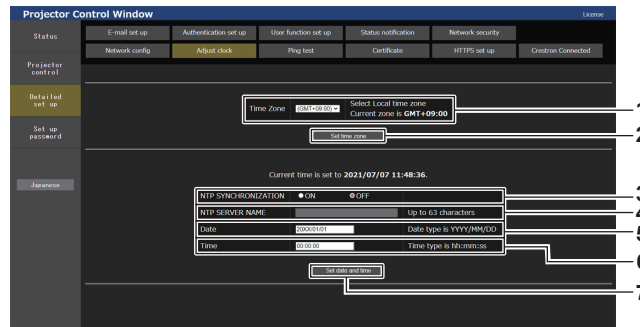 Projector Control Window
License
Status
E-mail set up
Authentication set up
User function set up
Status notification
Network security
Network config
Adjust clock
Ping test
Certificate
HTTPS set up
Crestron Connected
Projector
control
Detailed
set up
Set up
password
Japanese
Time Zone
(GMT+09:00)
Select Local time zone
Current zone is GMT+09:00
1
Set time zone
2
Current time is set to 2021/07/07 11:48:36.
NTP SYNCHRONIZATION ON OFF
3
NTP SERVER NAME Up to 63 characters
4
Date 20XX/01/01 Date type is YYYY/MM/DD
5
Time 00:00:00 Time type is hh:mm:ss
6
Set date and time
7